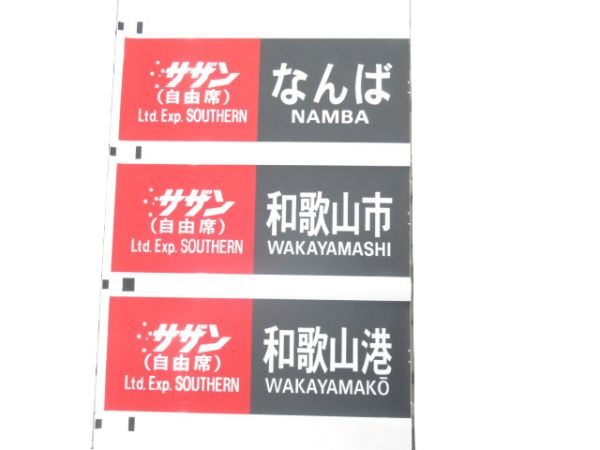 サザン
(自由席)
Ltd. Exp. SOUTHERN
なんば
NAMBA
サザン
(自由席)
Ltd. Exp. SOUTHERN
和歌山市
WAKAYAMASHI
サザン
(自由席)
Ltd. Exp. SOUTHERN
和歌山港
WAKAYAMAKŌ